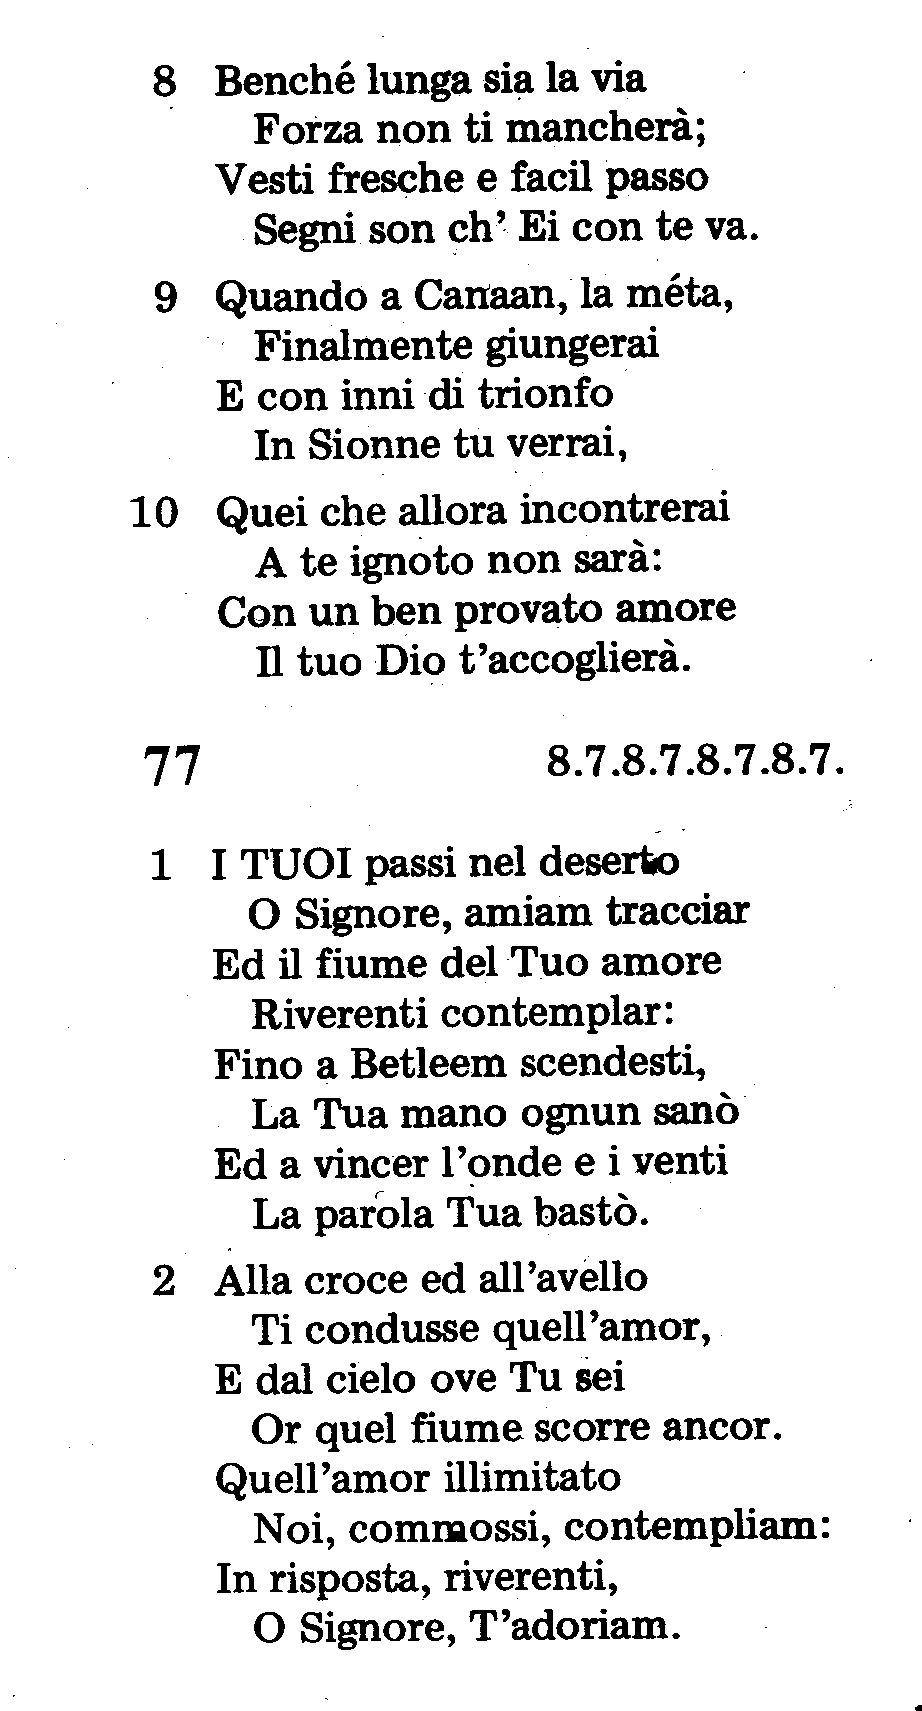 8 Benché lunga sia la via
Forza non ti mancherà;
Vesti fresche e facil passo
Segni son ch' Ei con te va.
9 Quando a Canaan, la méta,
Finalmente giungerai
E con inni di trionfo
In Sionne tu verrai,
10 Quei che allora incontrerai
A te ignoto non sarà:
Con un ben provato amore
Il tuo Dio t'accoglierà.
77 8.7.8.7.8.7.8.7.
1 I TUOI passi nel deserto
O Signore, amiam tracciar
Ed il fiume del Tuo amore
Riverenti contemplar:
Fino a Betleem scendesti,
La Tua mano ognun sanò
Ed a vincer l'onde e i venti
La parola Tua bastò.
2 Alla croce ed all'avello
Ti condusse quell'amor,
E dal cielo ove Tu sei
Or quel fiume scorre ancor.
Quell'amor illimitato
Noi, commossi, contempliam:
In risposta, riverenti,
O Signore, T'adoriam.